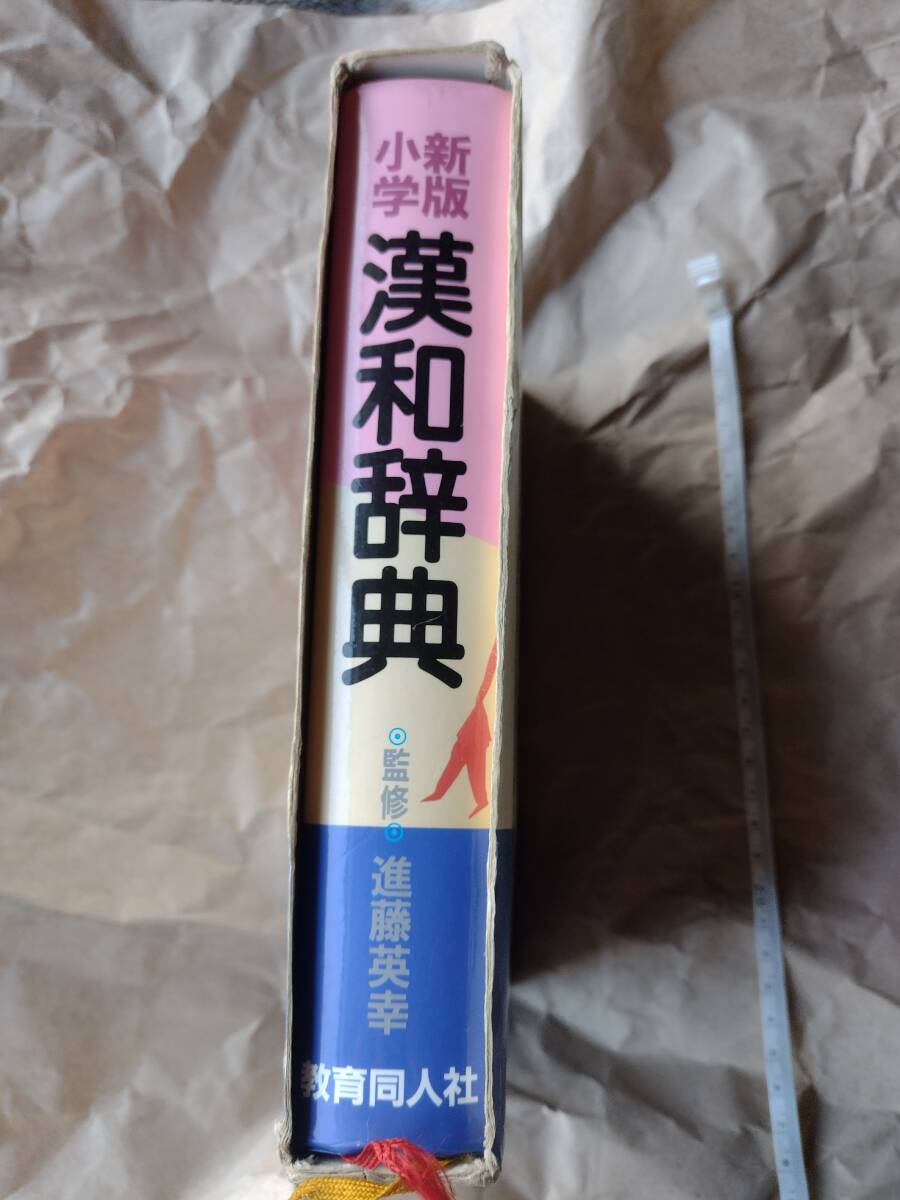 新版
小学
漢和辞典
監修
進藤英幸
教育同人社